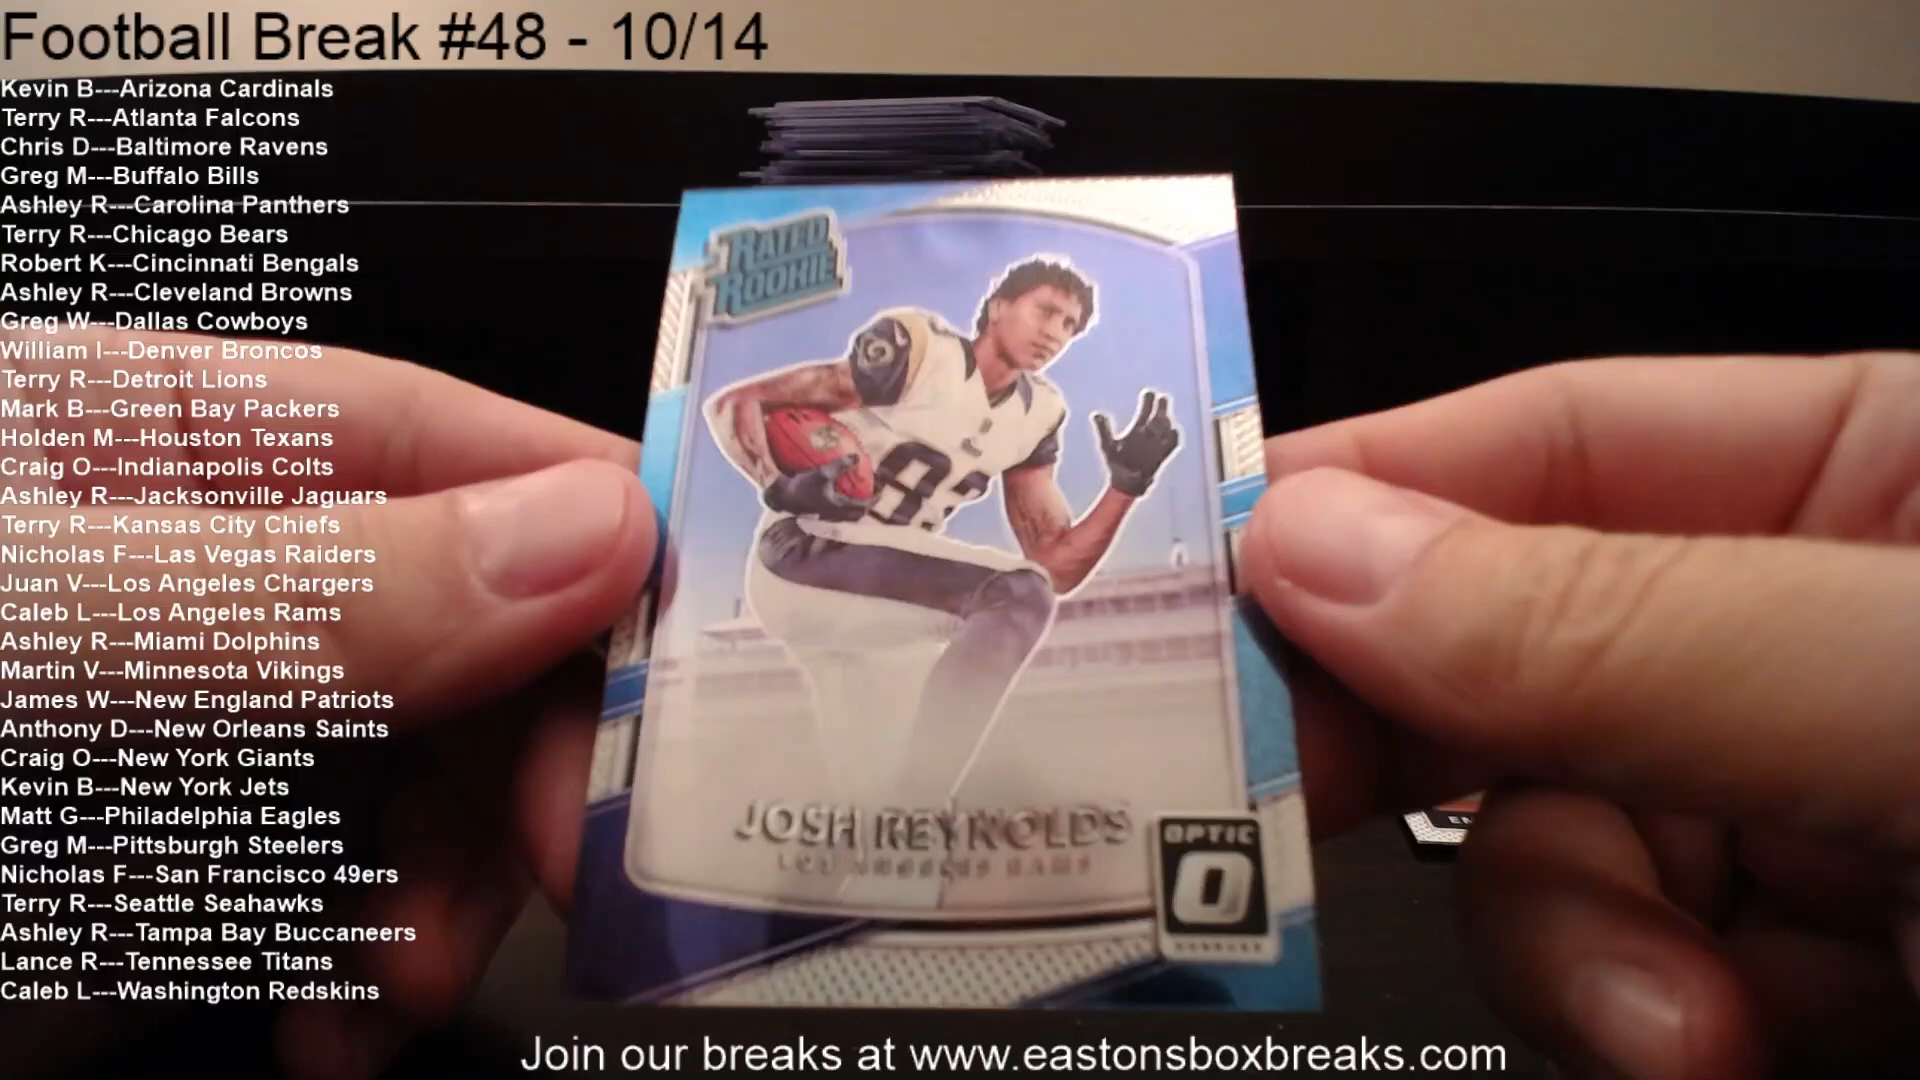 Football Break #48 - 10/14
Kevin B---Arizona Cardinals
Terry R---Atlanta Falcons
Chris D---Baltimore Ravens
Greg M---Buffalo Bills
Ashley R---Carolina Panthers
Terry R---Chicago Bears
Robert K---Cincinnati Bengals
Ashley R---Cleveland Browns
Greg W---Dallas Cowboys
William I---Denver Broncos
Terry R---Detroit Lions
Mark B---Green Bay Packers
Holden M---Houston Texans
Craig O---Indianapolis Colts
Ashley R---Jacksonville Jaguars
Terry R---Kansas City Chiefs
Nicholas F---Las Vegas Raiders
Juan V---Los Angeles Chargers
Caleb L---Los Angeles Rams
Ashley R---Miami Dolphins
Martin V---Minnesota Vikings
James W---New England Patriots
Anthony D---New Orleans Saints
Craig O---New York Giants
Kevin B---New York Jets
Matt G---Philadelphia Eagles
Greg M---Pittsburgh Steelers
Nicholas F---San Francisco 49ers
Terry R---Seattle Seahawks
Ashley R---Tampa Bay Buccaneers
Lance R---Tennessee Titans
Caleb L---Washington Redskins
RATED
ROOKIE
83
JOSH REYNOLDS
LOS ANGELES RAMS
OPTIC
O
DONRUSS
Join our breaks at www.eastonsboxbreaks.com